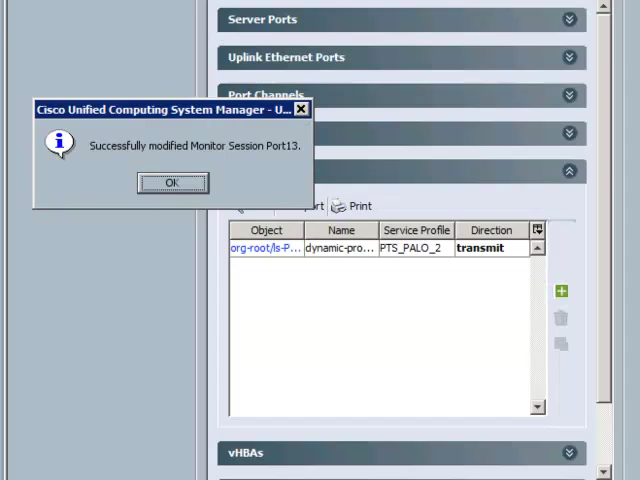 Server Ports
Uplink Ethernet Ports
Port Channels
Cisco Unified Computing System Manager - U...
Successfully modified Monitor Session Port13.
OK
Print
Object Name Service Profile Direction
org-root/ls-P... dynamic-pro... PTS_PALO_2 transmit
vHBAs